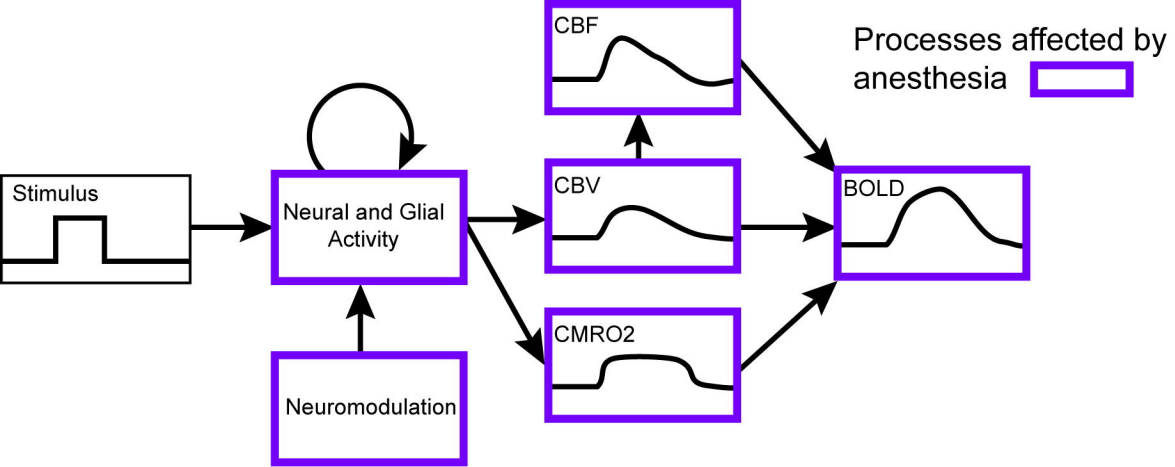 CBF
Processes affected by
anesthesia
Stimulus
Neural and Glial
Activity
CBV
BOLD
CMRO2
Neuromodulation